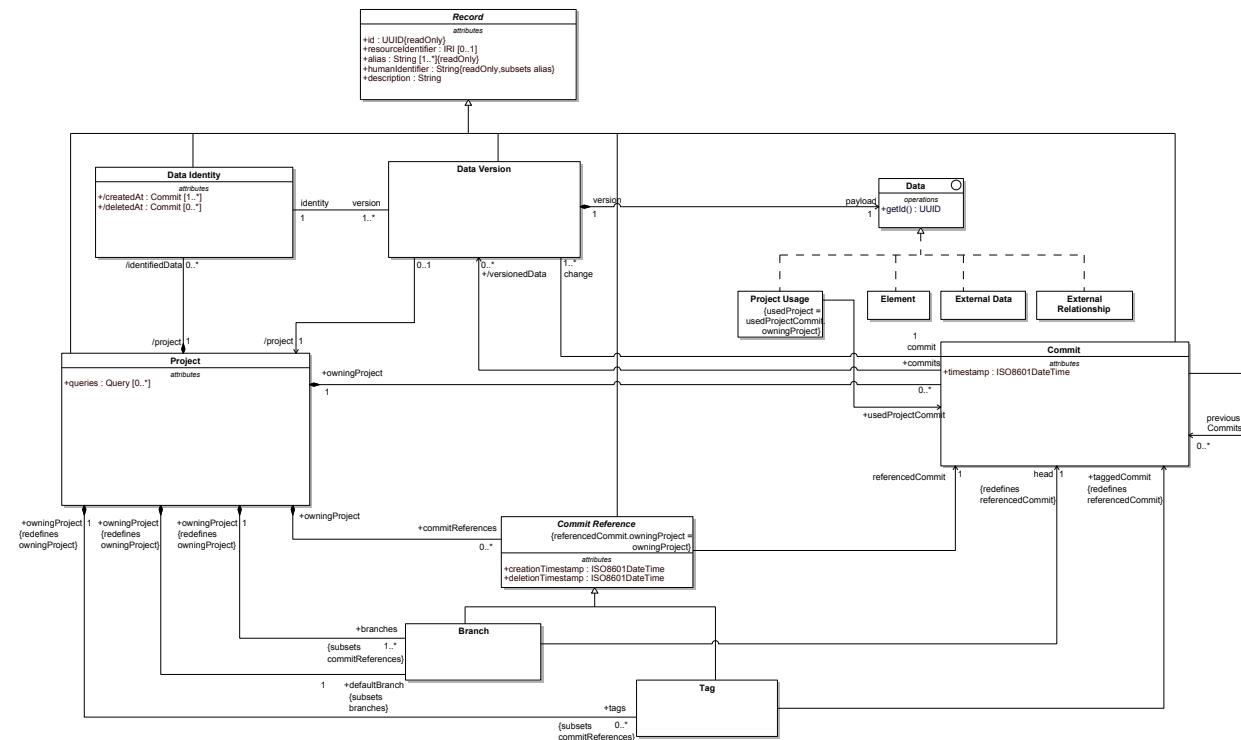 Record
attributes
+id : UUID{readOnly}
+resourceIdentifier : IRI [0..1]
+alias : String [1..*]{readOnly}
+humanIdentifier : String{readOnly,subsets alias}
+description : String
Data Identity
attributes
+/createdAt : Commit [1..*]
+/deletedAt : Commit [0..*]
identity
1
version
1..*
Data Version
version
1
payload
1
Data
operations
+getId() : UUID
/identifiedData
0..*
0..1
0..*
+/versionedData
1..*
change
Project Usage
{usedProject =
usedProjectCommit.
owningProject}
Element
External Data
External
Relationship
/project
1
/project
1
Project
attributes
+queries : Query [0..*]
+owningProject
1
1
commit
+commits
0..*
Commit
attributes
+timestamp : ISO8601DateTime
+usedProjectCommit
previous
Commits
0..*
referencedCommit
1
head
1
{redefines
referencedCommit}
+taggedCommit
{redefines
referencedCommit}
+owningProject
1
{redefines
owningProject}
+owningProject
{redefines
owningProject}
+owningProject
1
{redefines
owningProject}
+owningProject
+commitReferences
0..*
Commit Reference
{referencedCommit.owningProject =
owningProject}
attributes
+creationTimestamp : ISO8601DateTime
+deletionTimestamp : ISO8601DateTime
+branches
{subsets
1..*
commitReferences}
Branch
1
+defaultBranch
{subsets
branches}
Tag
+tags
{subsets
0..*
commitReferences}